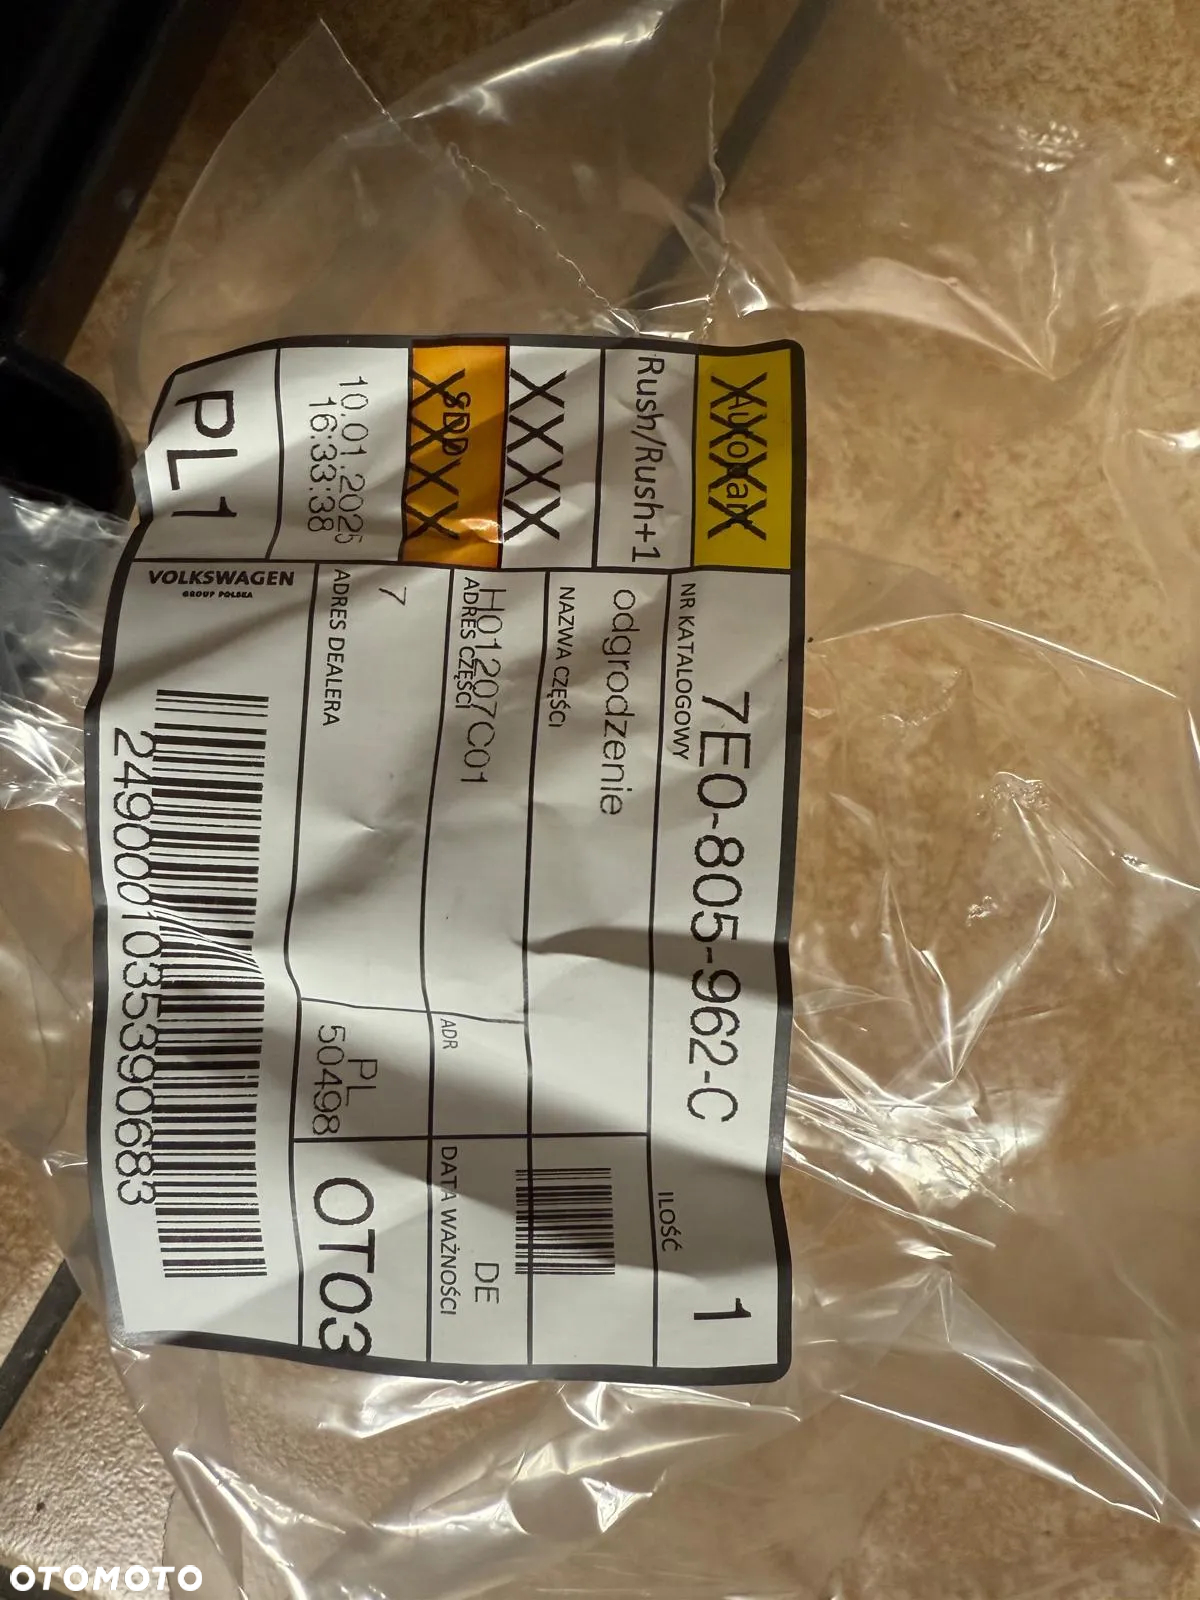 Autopart
XXXX
7E0-805-962-C
NR KATALOGOWY
ILOŚĆ
1
Rush/Rush+1
odgrodzenie
NAZWA CZĘŚCI
XXXX
H01207C01
ADRES CZĘŚCI
ADR
DE
DATA WAŻNOŚCI
SDD
XXXX
7
ADRES DEALERA
PL
50498
OT03
10.01.2025
16:33:38
PL1
VOLKSWAGEN
GROUP POLSKA
2490001035390683
OTOMOTO